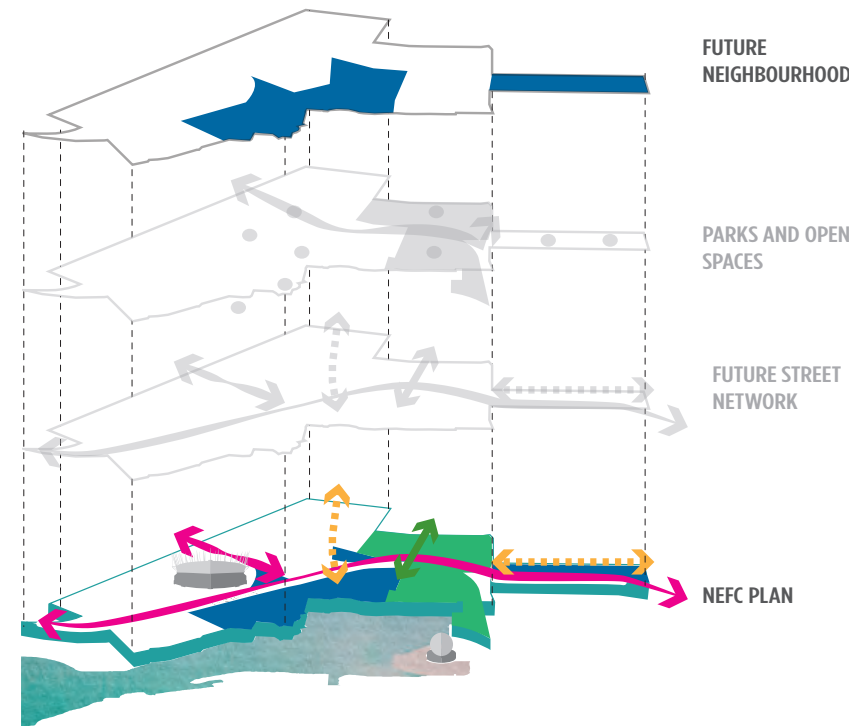 FUTURE
NEIGHBOURHOOD
PARKS AND OPEN
SPACES
FUTURE STREET
NETWORK
NEFC PLAN